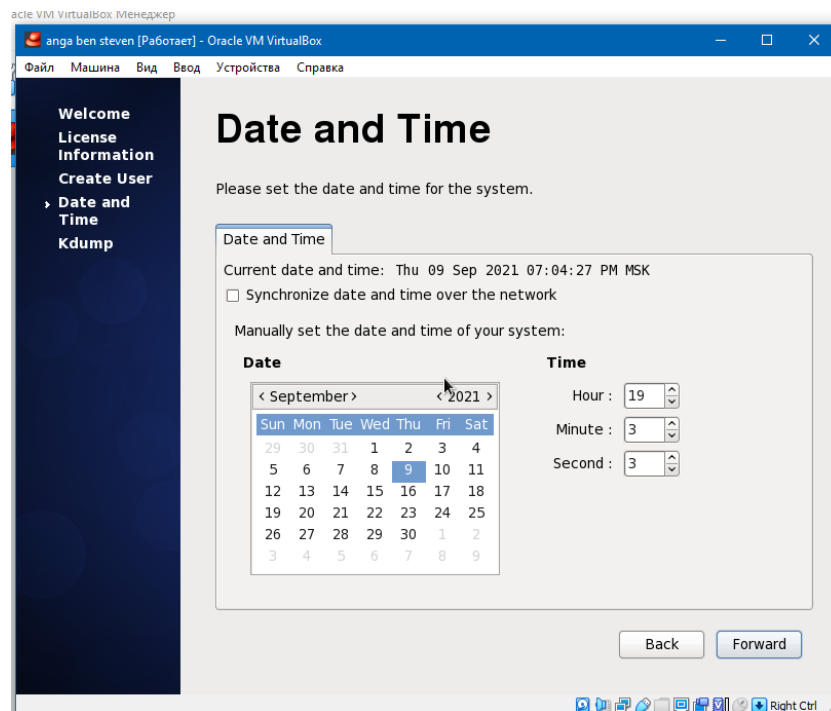 acle VM VirtualBox Менеджер
anga ben steven [Работает] - Oracle VM VirtualBox
Файл Машина Вид Ввод Устройства Справка
Welcome
License
Information
Create User
Date and
Time
Kdump
Date and Time
Please set the date and time for the system.
Date and Time
Current date and time: Thu 09 Sep 2021 07:04:27 PM MSK
Synchronize date and time over the network
Manually set the date and time of your system:
Date
< September > < 2021 >
Sun Mon Tue Wed Thu Fri Sat
29 30 31 1 2 3 4
5 6 7 8 9 10 11
12 13 14 15 16 17 18
19 20 21 22 23 24 25
26 27 28 29 30 1 2
3 4 5 6 7 8 9
Time
Hour : 19
Minute : 3
Second : 3
Back Forward
Right Ctrl